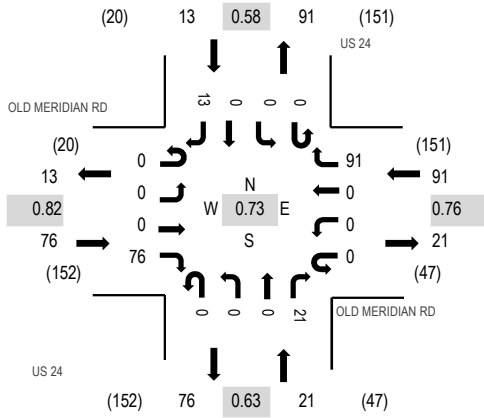 (20) 13 0.58 91 (151)
US 24
13 0 0 0
OLD MERIDIAN RD
(20) (151)
0 91
13 91
0 N 0
0.82 W 0.73 E 0.76
0 0
76 S 21
76 0
(152) (47)
0 0 0 21
OLD MERIDIAN RD
US 24
(152) 76 0.63 21 (47)